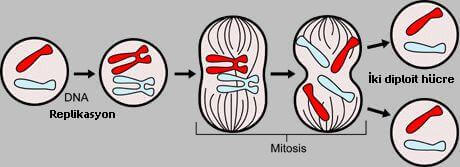 DNA
Replikasyon
Mitosis
İki diploit hücre